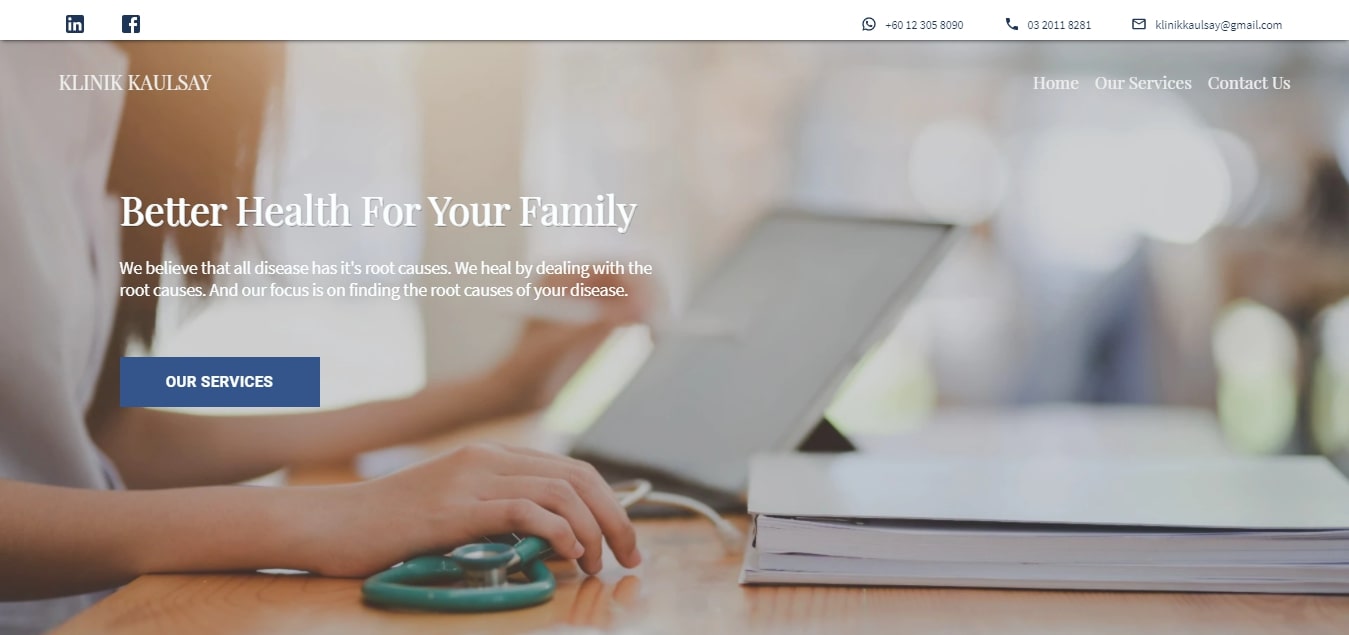 +60 12 305 8090 03 2011 8281 klinikkaulsay@gmail.com
KLINIK KAULSAY Home Our Services Contact Us
Better Health For Your Family
We believe that all disease has it's root causes. We heal by dealing with the
root causes. And our focus is on finding the root causes of your disease.
OUR SERVICES